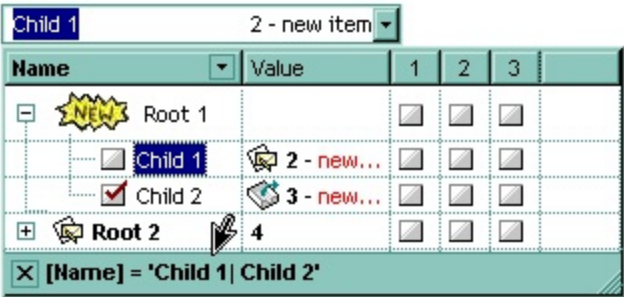 Child 1 2 - new item
Name Value 1 2 3
NEW Root 1
Child 1 2 - new...
Child 2 3 - new...
Root 2 4
[Name] = 'Child 1| Child 2'